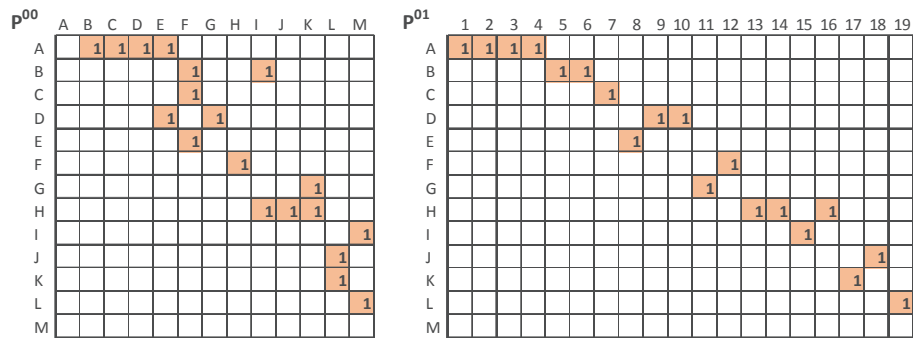 P00 A B C D E F G H I J K L M P01 1 2 3 4 5 6 7 8 9 10 11 12 13 14 15 16 17 18 19
A 1 1 1 1 A 1 1 1 1
B 1 1 B 1 1
C 1 C 1
D 1 1 D 1 1
E 1 E 1
F 1 F 1
G 1 G 1
H 1 1 1 H 1 1 1
I 1 I 1
J 1 J 1
K 1 K 1
L 1 L 1
M M